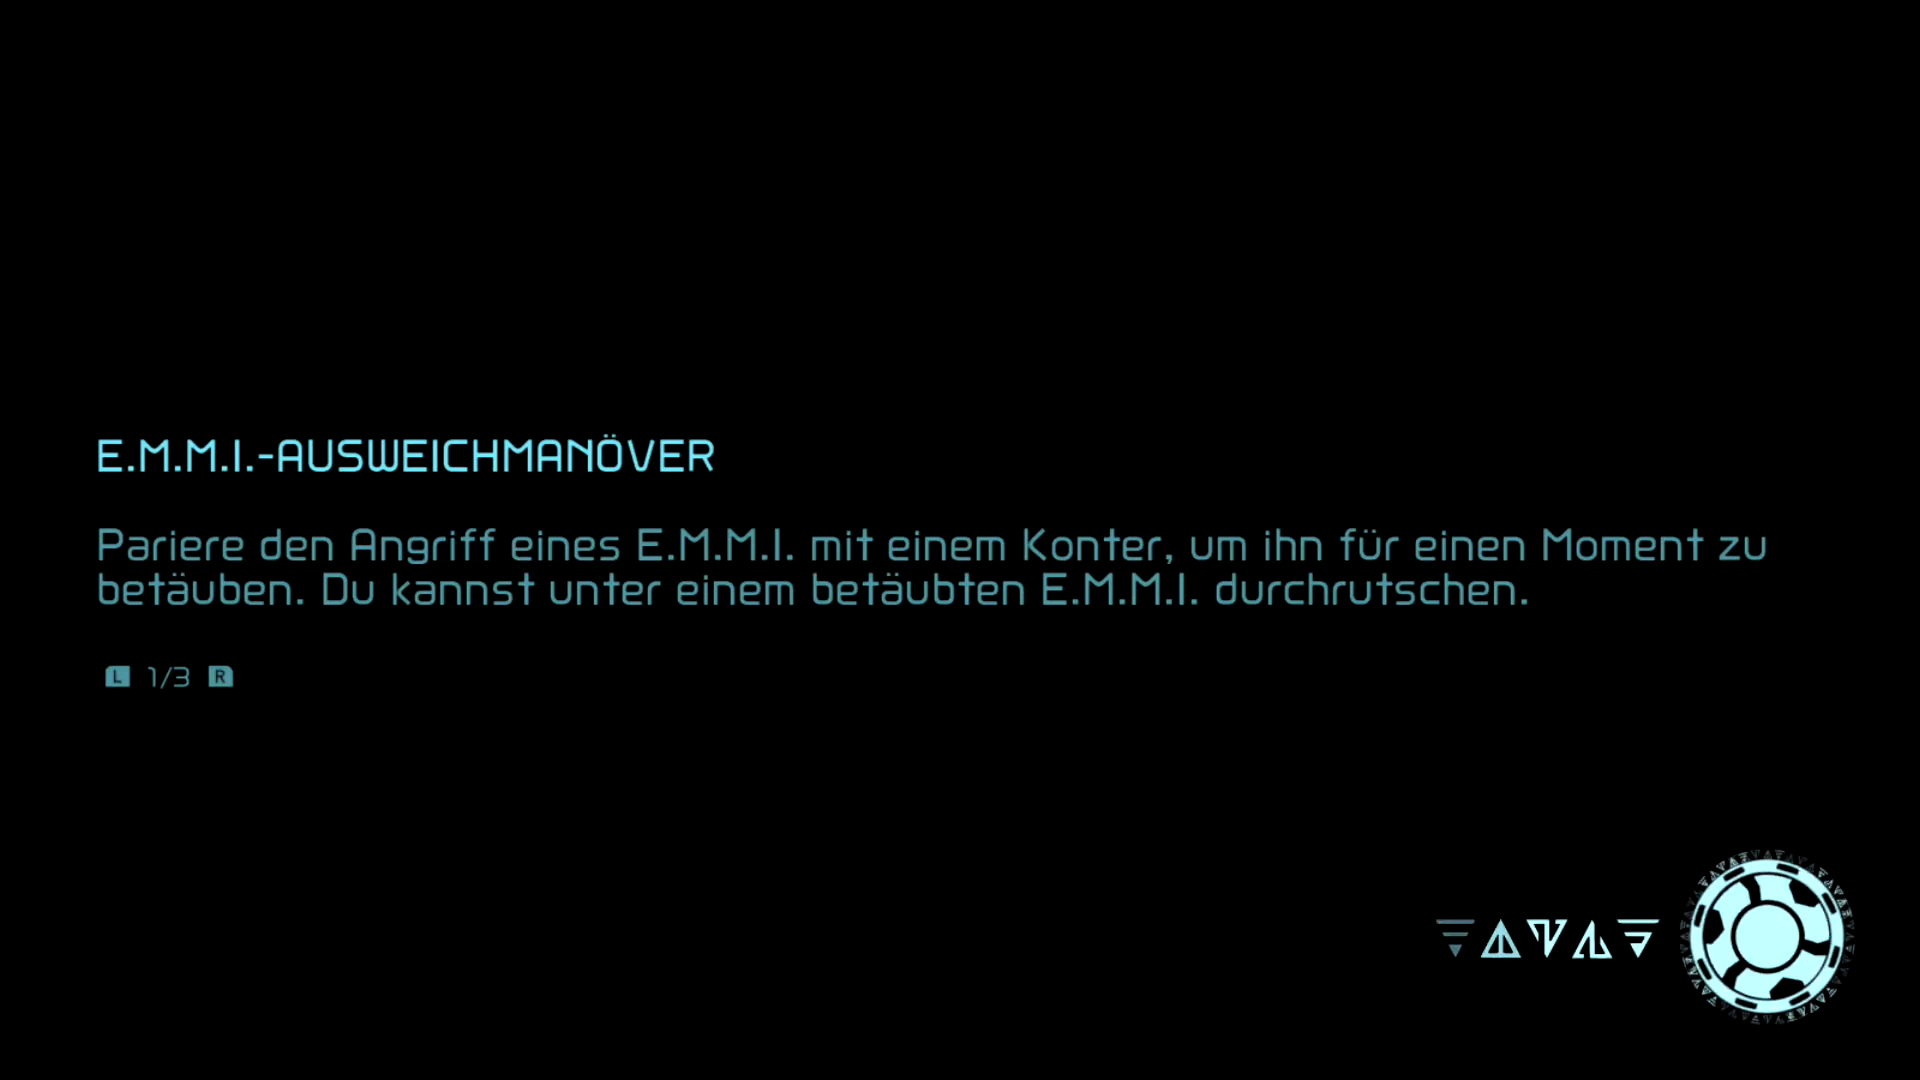 E.M.M.I.-AUSWEICHMANÖVER
Pariere den Angriff eines E.M.M.I. mit einem Konter, um ihn für einen Moment zu
betäuben. Du kannst unter einem betäubten E.M.M.I. durchrutschen.
L 1/3 R